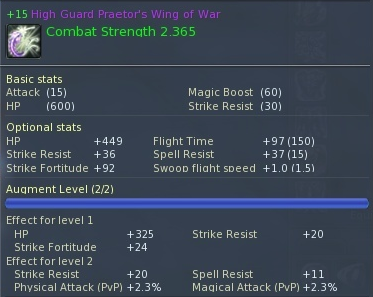 +15 High Guard Praetor's Wing of War
Combat Strength 2.365
Basic stats
Attack (15) Magic Boost (60)
HP (600) Strike Resist (30)
Optional stats
HP +449 Flight Time +97 (150)
Strike Resist +36 Spell Resist +37 (15)
Strike Fortitude +92 Swoop flight speed +1.0 (1.5)
Augment Level (2/2)
Effect for level 1
HP +325 Strike Resist +20
Strike Fortitude +24
Effect for level 2
Strike Resist +20 Spell Resist +11
Physical Attack (PvP) +2.3% Magical Attack (PvP) +2.3%